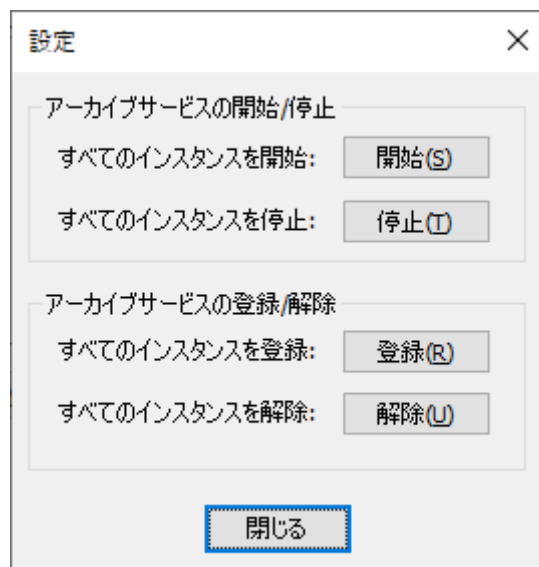 設定
アーカイブサービスの開始/停止
すべてのインスタンスを開始: 開始(S)
すべてのインスタンスを停止: 停止(T)
アーカイブサービスの登録/解除
すべてのインスタンスを登録: 登録(R)
すべてのインスタンスを解除: 解除(U)
閉じる